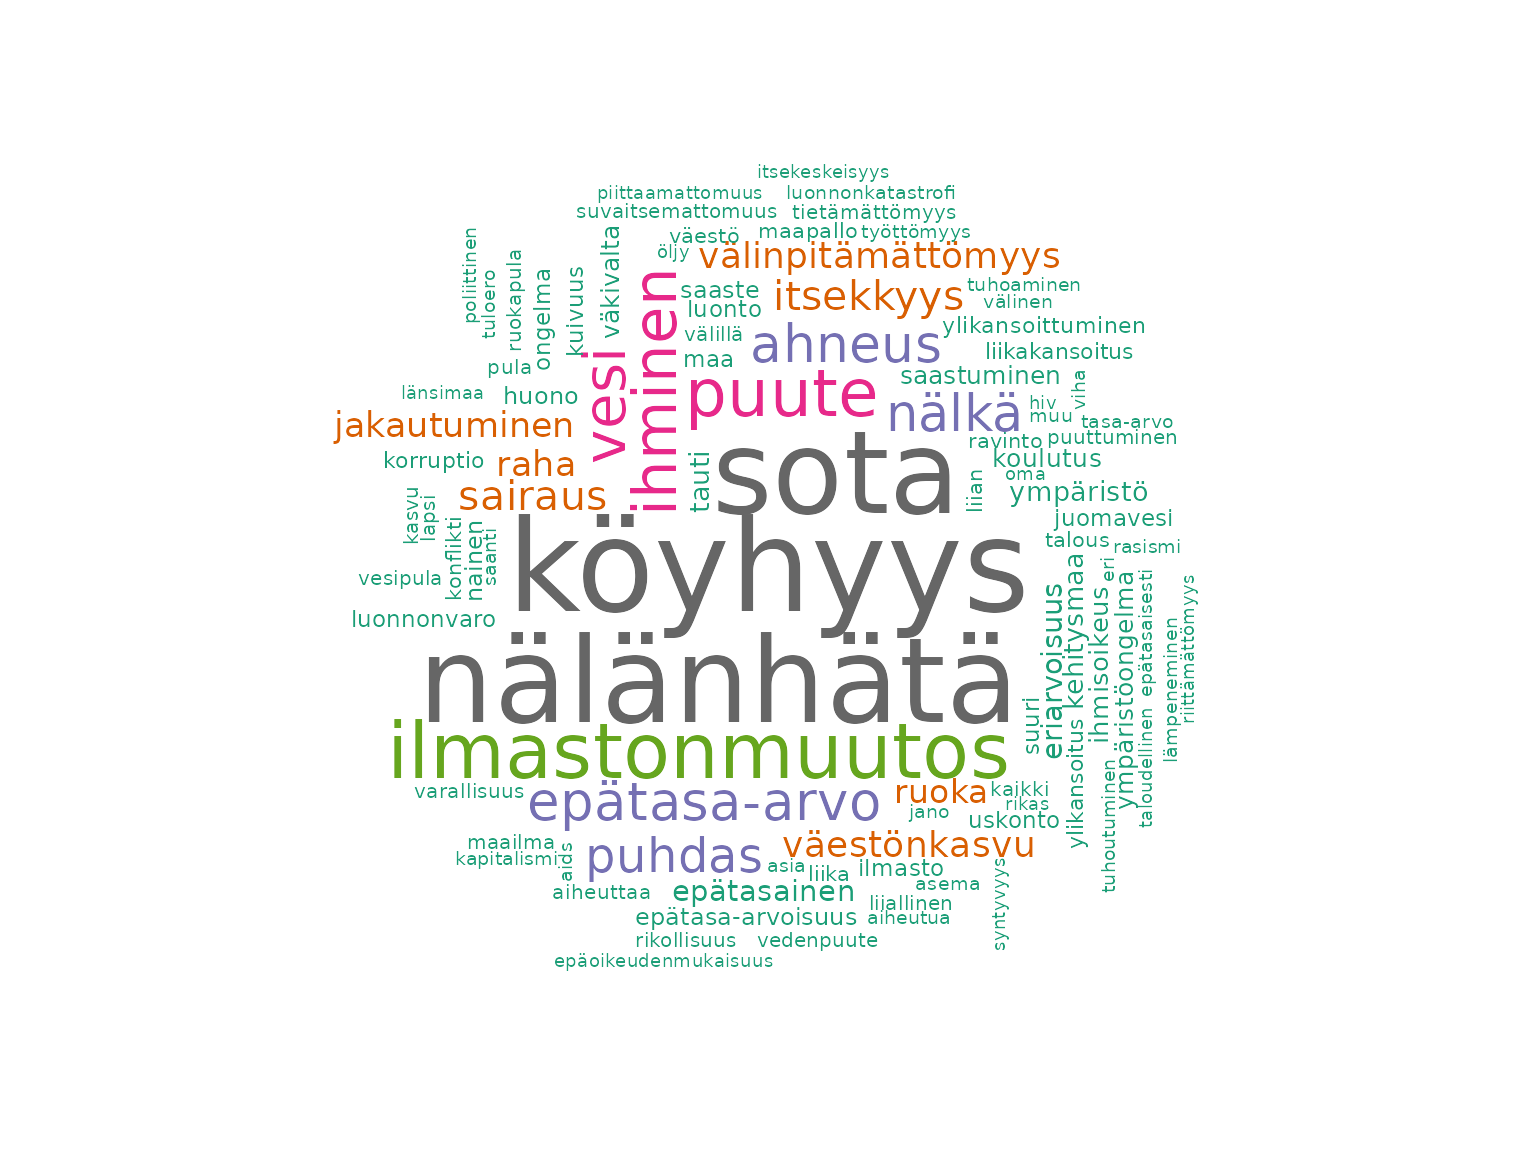 itsekeskeisyys
piittaamattomuus
luonnonkatastrofi
suvaitsemattomuus
tietämättömyys
väestö
maapallo
työttömyys
öljy
välinpitämättömyys
poliittinen
tuloero
ruokapula
ongelma
kuivuus
väkivalta
ihminen
vesi
saaste
itsekkyys
tuhoaminen
välinen
luonto
välillä
ahneus
ylikansoittuminen
liikakansoitus
maa
pula
puute
saastuminen
viha
länsimaa
huono
nälkä
hiv
muu
tasa-arvo
jakautuminen
ravinto
puuttuminen
korruptio
raha
tauti
sota
koulutus
liian
oma
sairaus
ympäristö
kasvu
lapsi
konflikti
nainen
saanti
köyhyys
juomavesi
talous
rasismi
vesipula
eri
luonnonvaro
eriarvoisuus
kehitysmaa
ihmisoikeus
ympäristöongelma
epätasaisesti
lämpeneminen
riittämättömyys
nälänhätä
suuri
ylikansoitus
taloudellinen
ilmastonmuutos
tuhoutuminen
varallisuus
epätasa-arvo
ruoka
kaikki
rikas
jano
uskonto
maailma
kapitalismi
aids
puhdas
väestönkasvu
asia
liika
ilmasto
aiheuttaa
epätasainen
asema
syntyvyys
liiallinen
epätasa-arvoisuus
aiheutua
rikollisuus
vedenpuute
epäoikeudenmukaisuus